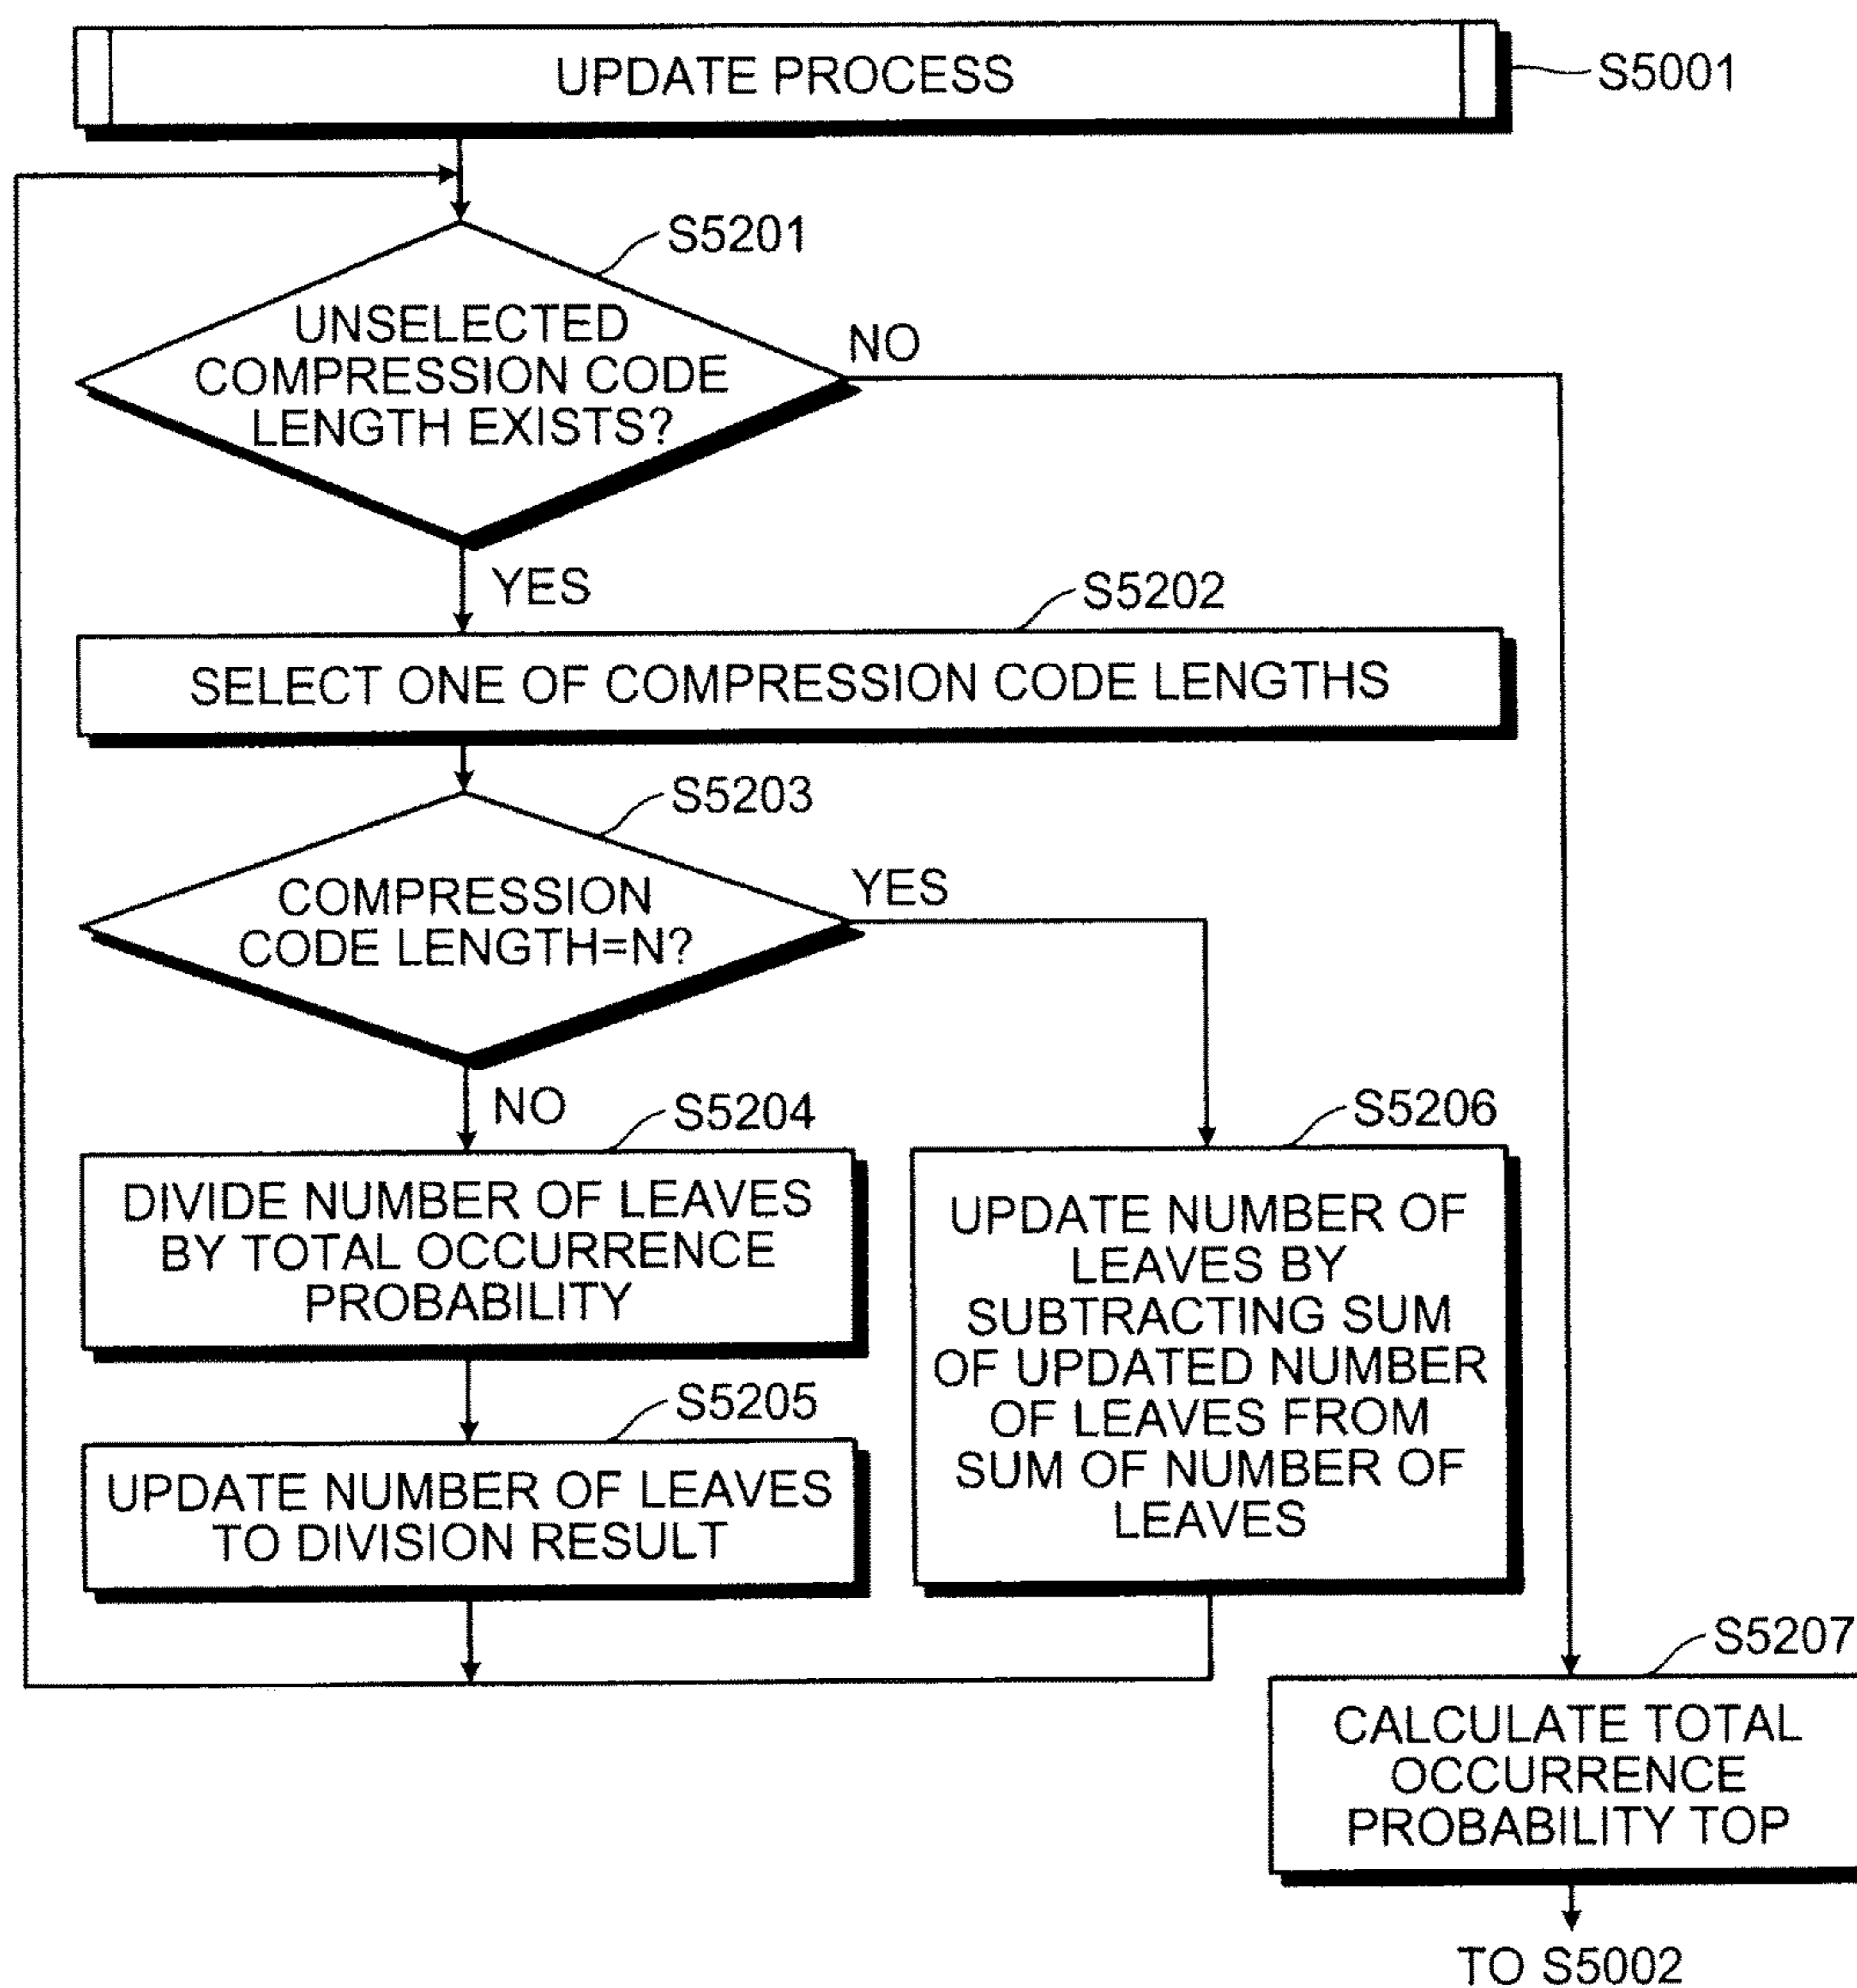 UPDATE PROCESS
S5001
S5201
UNSELECTED
COMPRESSION CODE
LENGTH EXISTS?
NO
YES
S5202
SELECT ONE OF COMPRESSION CODE LENGTHS
S5203
COMPRESSION
CODE LENGTH=N?
YES
NO
S5204
DIVIDE NUMBER OF LEAVES
BY TOTAL OCCURRENCE
PROBABILITY
S5205
UPDATE NUMBER OF LEAVES
TO DIVISION RESULT
S5206
UPDATE NUMBER OF
LEAVES BY
SUBTRACTING SUM
OF UPDATED NUMBER
OF LEAVES FROM
SUM OF NUMBER OF
LEAVES
S5207
CALCULATE TOTAL
OCCURRENCE
PROBABILITY TOP
TO S5002